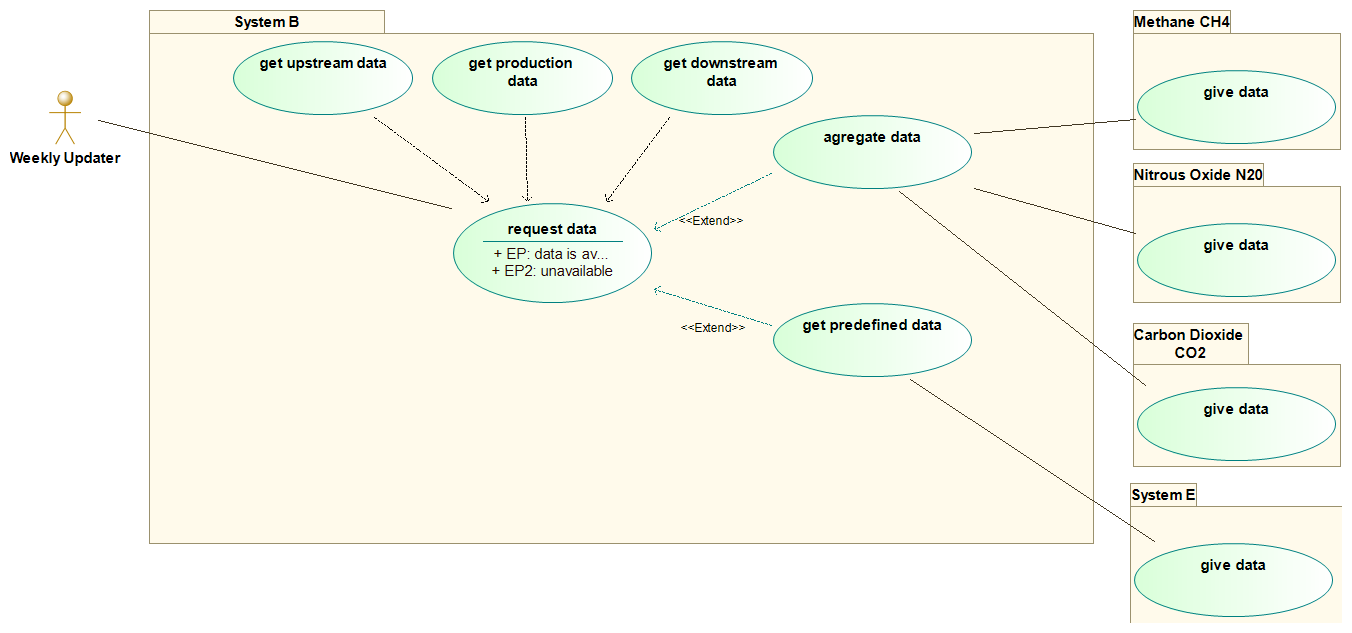 System B
get upstream data
get production
data
get downstream
data
Weekly Updater
agregate data
<<Extend>>
request data
+ EP: data is av...
+ EP2: unavailable
<<Extend>>
get predefined data
Methane CH4
give data
Nitrous Oxide N20
give data
Carbon Dioxide
CO2
give data
System E
give data